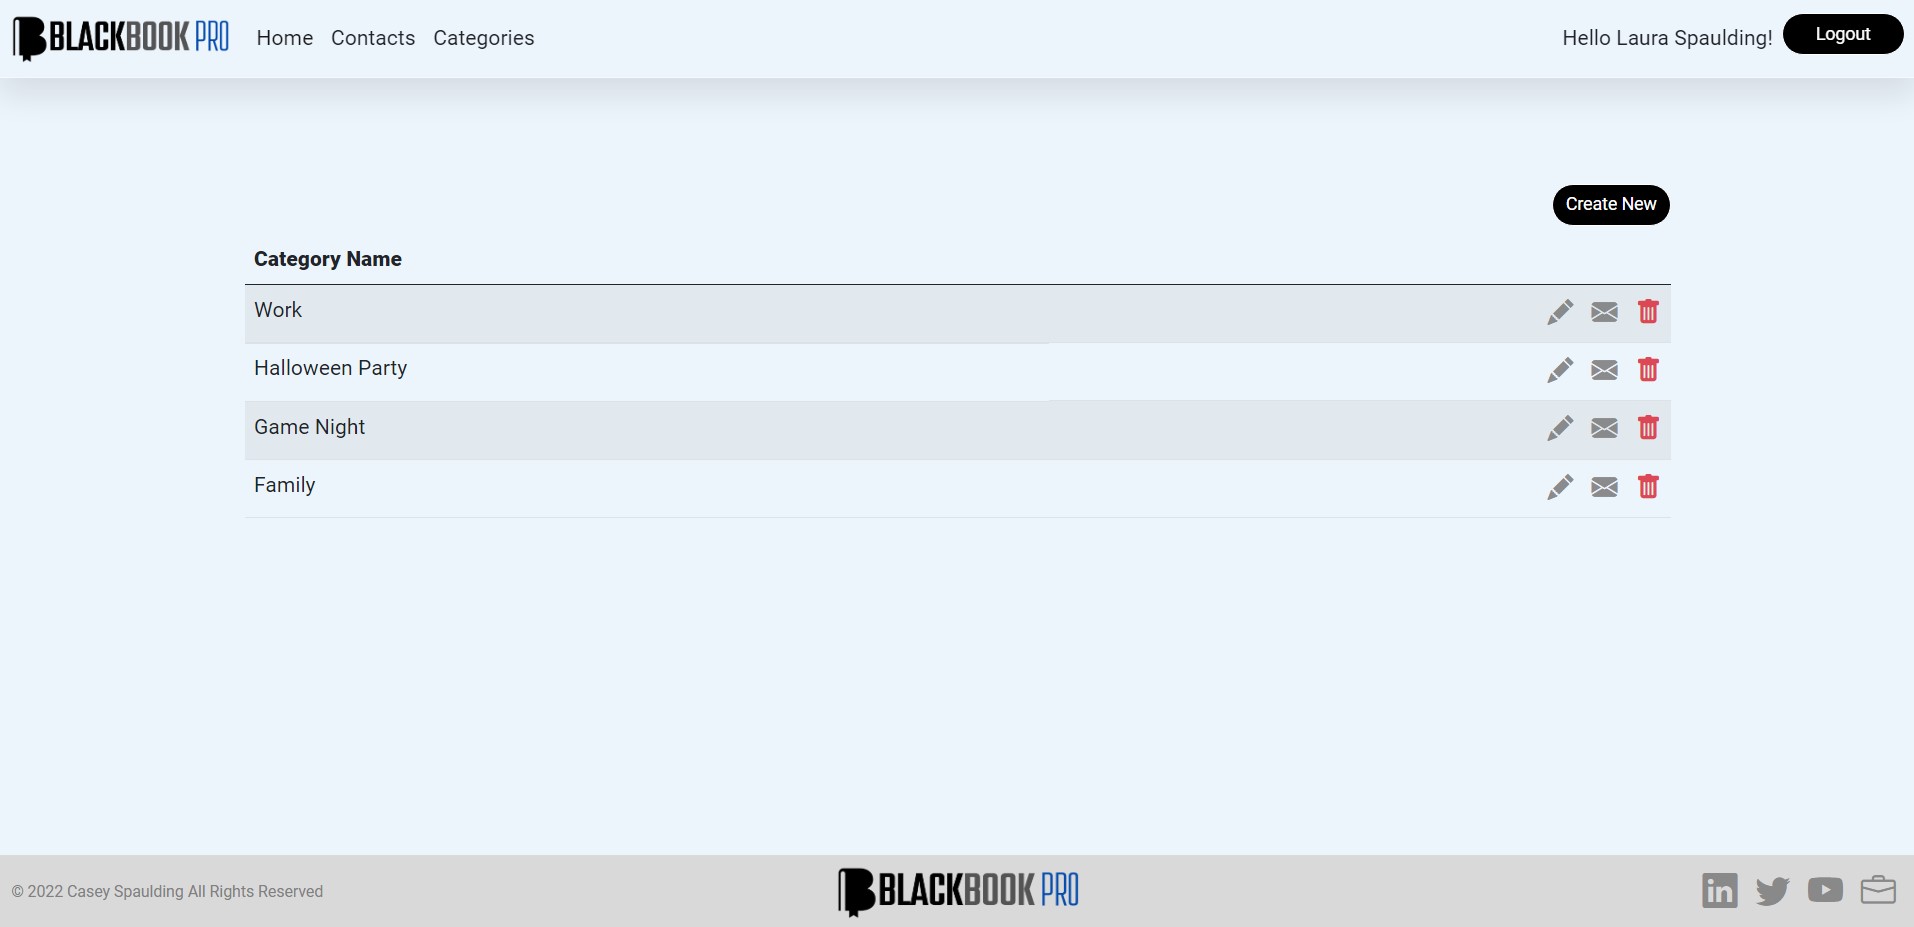 BLACKBOOK PRO Home Contacts Categories Hello Laura Spaulding! Logout
Create New
Category Name
Work
Halloween Party
Game Night
Family
© 2022 Casey Spaulding All Rights Reserved BLACKBOOK PRO in